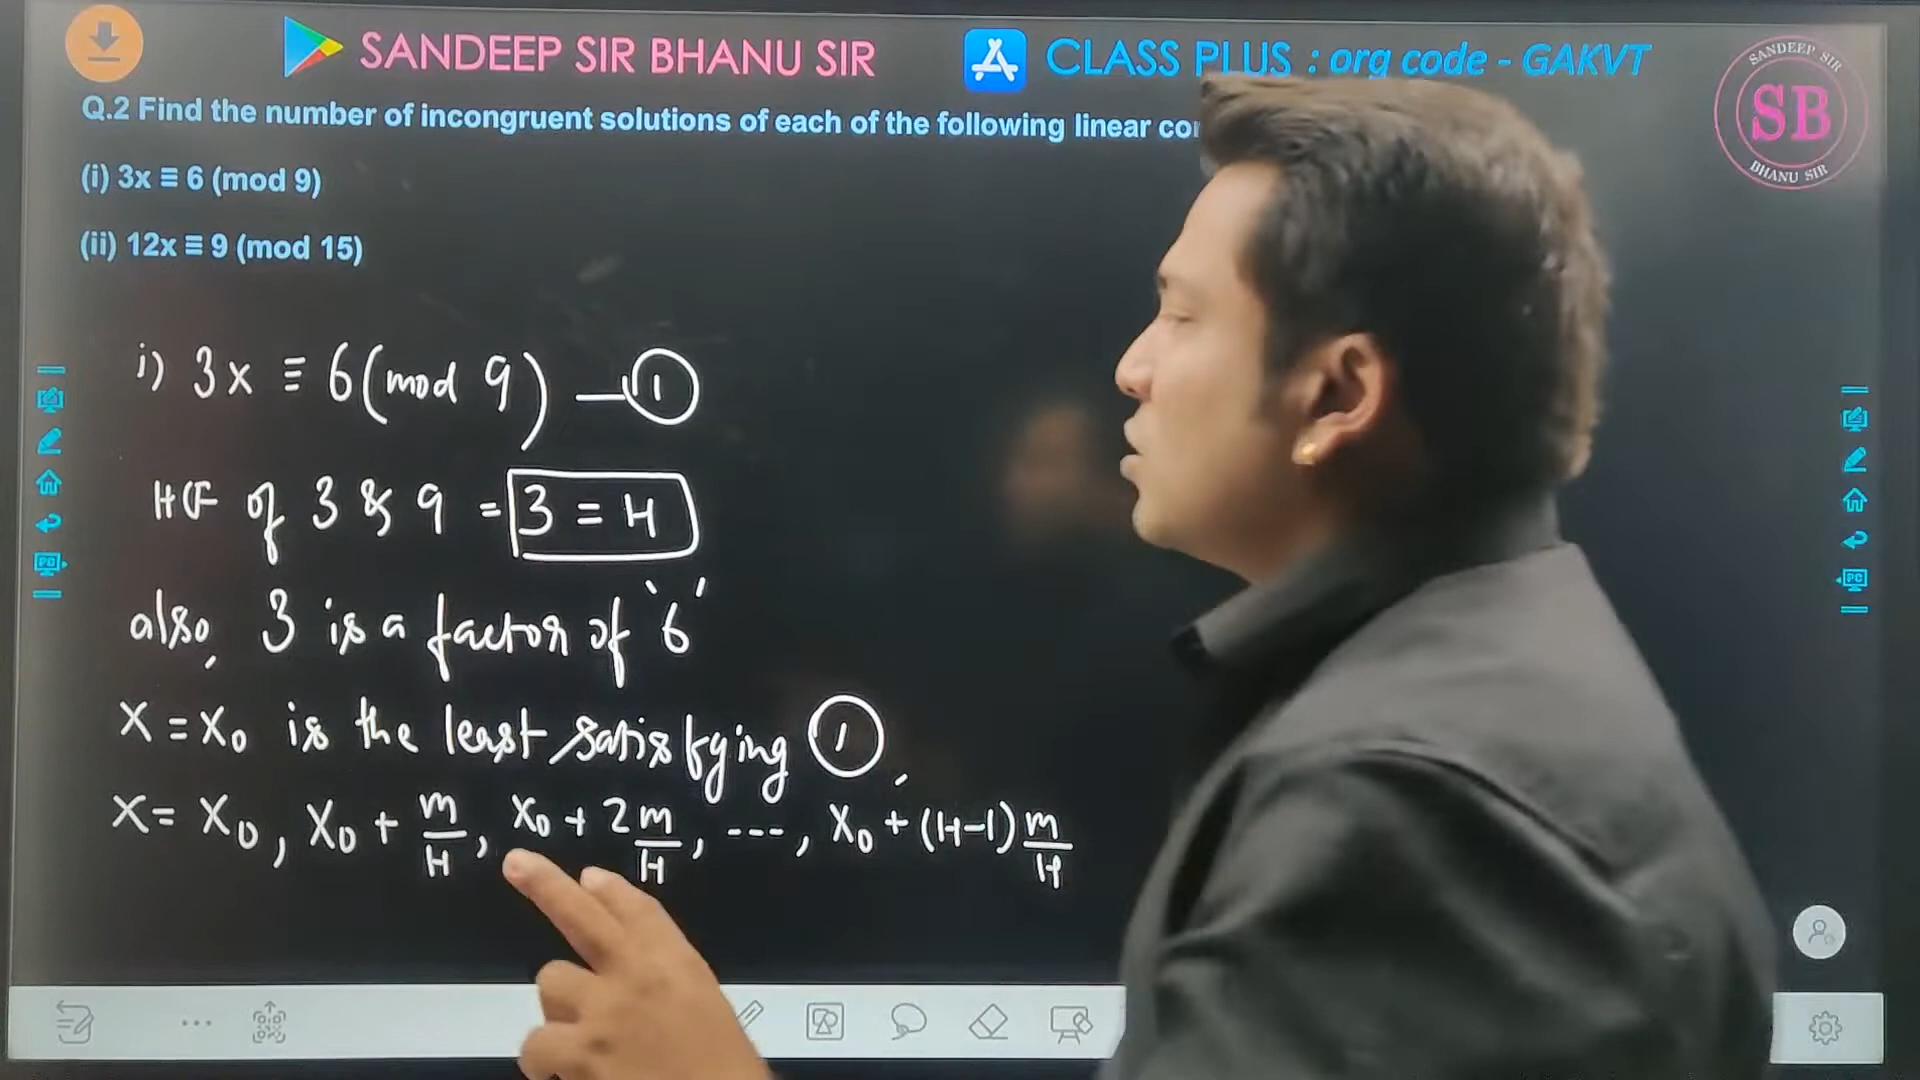 SANDEEP SIR BHANU SIR
CLASS PLUS : org code - GAKVT
SANDEEP SIR
SB
BHANU SIR
Q.2 Find the number of incongruent solutions of each of the following linear
(i) 3x ≡ 6 (mod 9)
(ii) 12x ≡ 9 (mod 15)
i) 3x ≡ 6 (mod 9) — ①
HCF of 3 & 9 = 3 = H
also, 3 is a factor of '6'
x = x₀ is the least satisfying ①,
x = x₀, x₀ + m/H, x₀ + 2m/H, ---, x₀ + (H-1) m/H
PC
PC